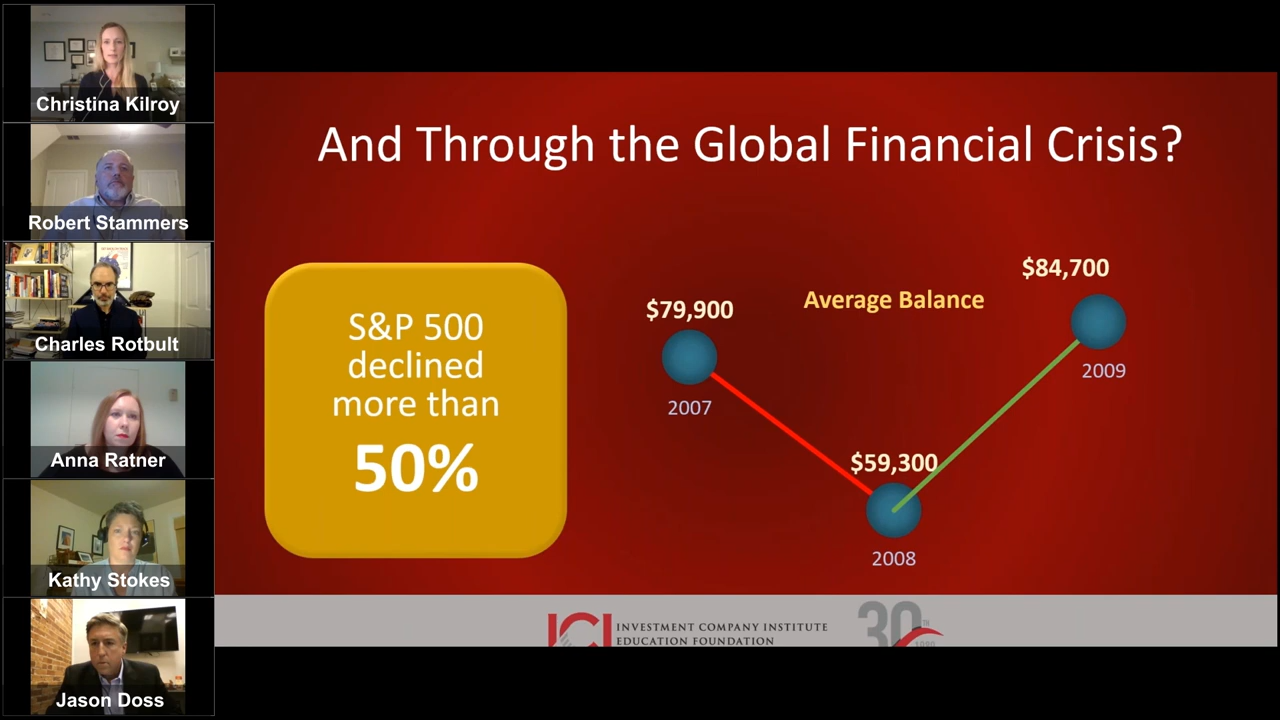 Christina Kilroy
Robert Stammers
Charles Rotbult
Anna Ratner
Kathy Stokes
Jason Doss
And Through the Global Financial Crisis?
S&P 500
declined
more than
50%
Average Balance
$79,900
2007
$59,300
2008
$84,700
2009
ICI
INVESTMENT COMPANY INSTITUTE
EDUCATION FOUNDATION
30TH
1989